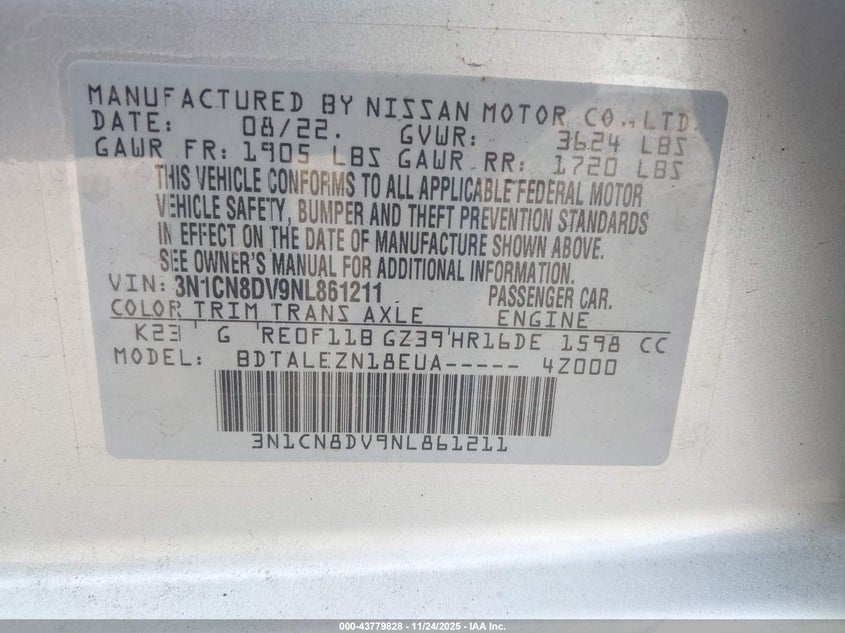 MANUFACTURED BY NISSAN MOTOR CO.,LTD.
DATE: 08/22. GVWR: 3624 LBS
GAWR FR: 1905 LBS GAWR RR: 1720 LBS
THIS VEHICLE CONFORMS TO ALL APPLICABLE FEDERAL MOTOR
VEHICLE SAFETY, BUMPER AND THEFT PREVENTION STANDARDS
IN EFFECT ON THE DATE OF MANUFACTURE SHOWN ABOVE.
SEE OWNER'S MANUAL FOR ADDITIONAL INFORMATION.
VIN: 3N1CN8DV9NL861211 PASSENGER CAR.
COLOR TRIM TRANS AXLE ENGINE
K23 ' G 'RE0F11B GZ39'HR16DE 1598 CC
MODEL: BDTALEZN18EUA----- 4Z000
3N1CN8DV9NL861211
000-43779828 | 11/24/2025 - IAA Inc.